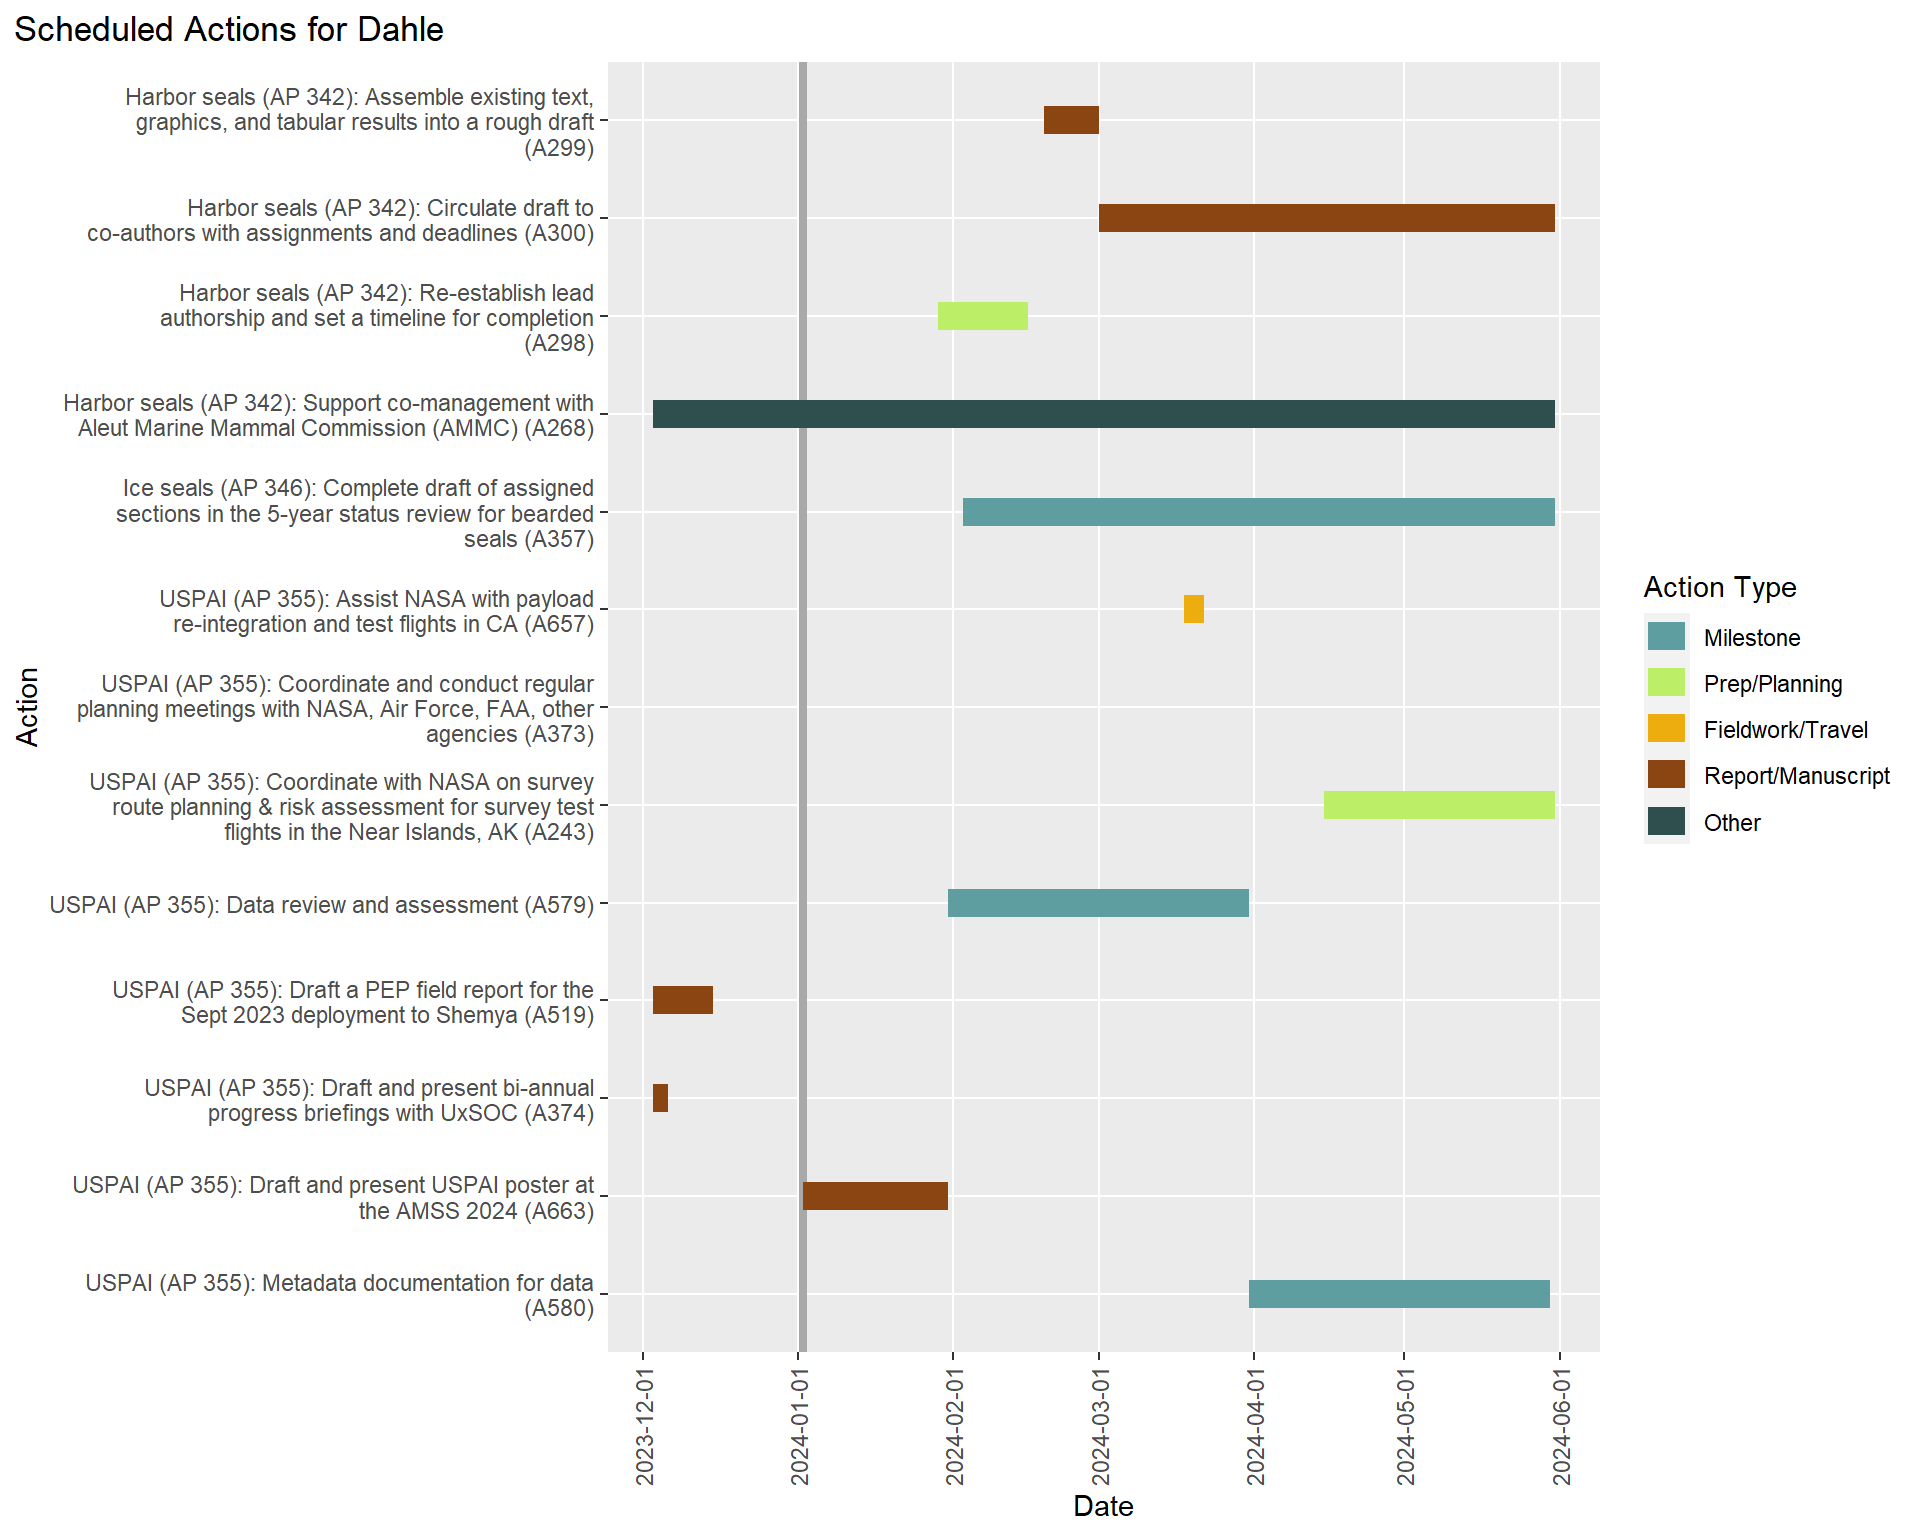 Scheduled Actions for Dahle
Harbor seals (AP 342): Assemble existing text,
graphics, and tabular results into a rough draft
(A299)
Harbor seals (AP 342): Circulate draft to
co-authors with assignments and deadlines (A300)
Harbor seals (AP 342): Re-establish lead
authorship and set a timeline for completion
(A298)
Harbor seals (AP 342): Support co-management with
Aleut Marine Mammal Commission (AMMC) (A268)
Ice seals (AP 346): Complete draft of assigned
sections in the 5-year status review for bearded
seals (A357)
USPAI (AP 355): Assist NASA with payload
re-integration and test flights in CA (A657)
USPAI (AP 355): Coordinate and conduct regular
planning meetings with NASA, Air Force, FAA, other
agencies (A373)
USPAI (AP 355): Coordinate with NASA on survey
route planning & risk assessment for survey test
flights in the Near Islands, AK (A243)
USPAI (AP 355): Data review and assessment (A579)
USPAI (AP 355): Draft a PEP field report for the
Sept 2023 deployment to Shemya (A519)
USPAI (AP 355): Draft and present bi-annual
progress briefings with UxSOC (A374)
USPAI (AP 355): Draft and present USPAI poster at
the AMSS 2024 (A663)
USPAI (AP 355): Metadata documentation for data
(A580)
Action
2023-12-01
2024-01-01
2024-02-01
2024-03-01
2024-04-01
2024-05-01
2024-06-01
Date
Action Type
Milestone
Prep/Planning
Fieldwork/Travel
Report/Manuscript
Other